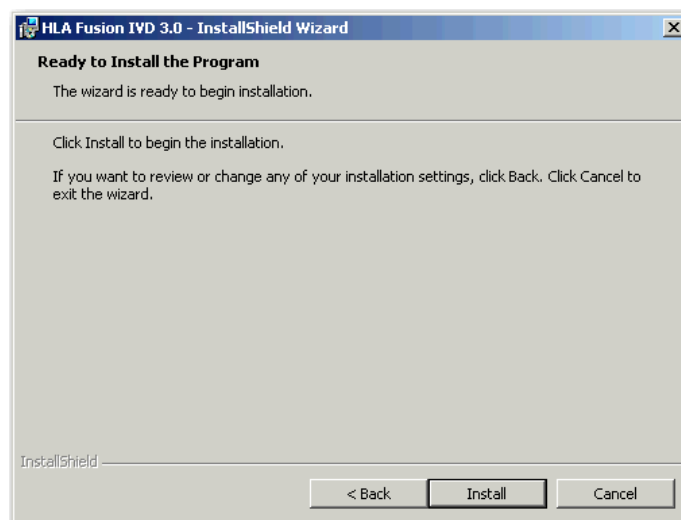 HLA Fusion IVD 3.0 - InstallShield Wizard
Ready to Install the Program
The wizard is ready to begin installation.
Click Install to begin the installation.
If you want to review or change any of your installation settings, click Back. Click Cancel to
exit the wizard.
InstallShield
< Back
Install
Cancel